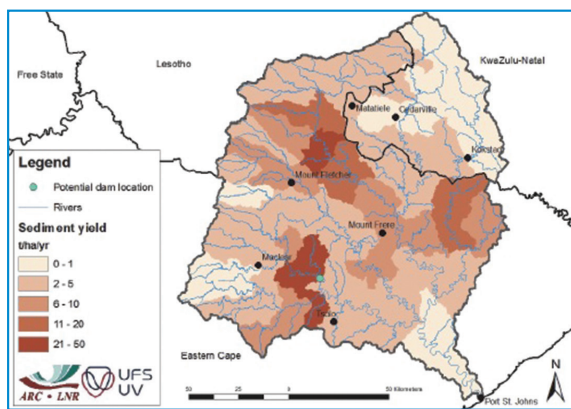 Free State
Lesotho
KwaZulu-Natal
Matatiele
Cedarville
Kokstad
Mount Fletcher
Mount Frere
Maclear
Tsolo
Eastern Cape
Port St. Johns
Legend
Potential dam location
Rivers
Sediment yield
t/ha/yr
0 - 1
2 - 5
6 - 10
11 - 20
21 - 50
ARC • LNR
UFS
UV
50 25 0 50 Kilometers
N